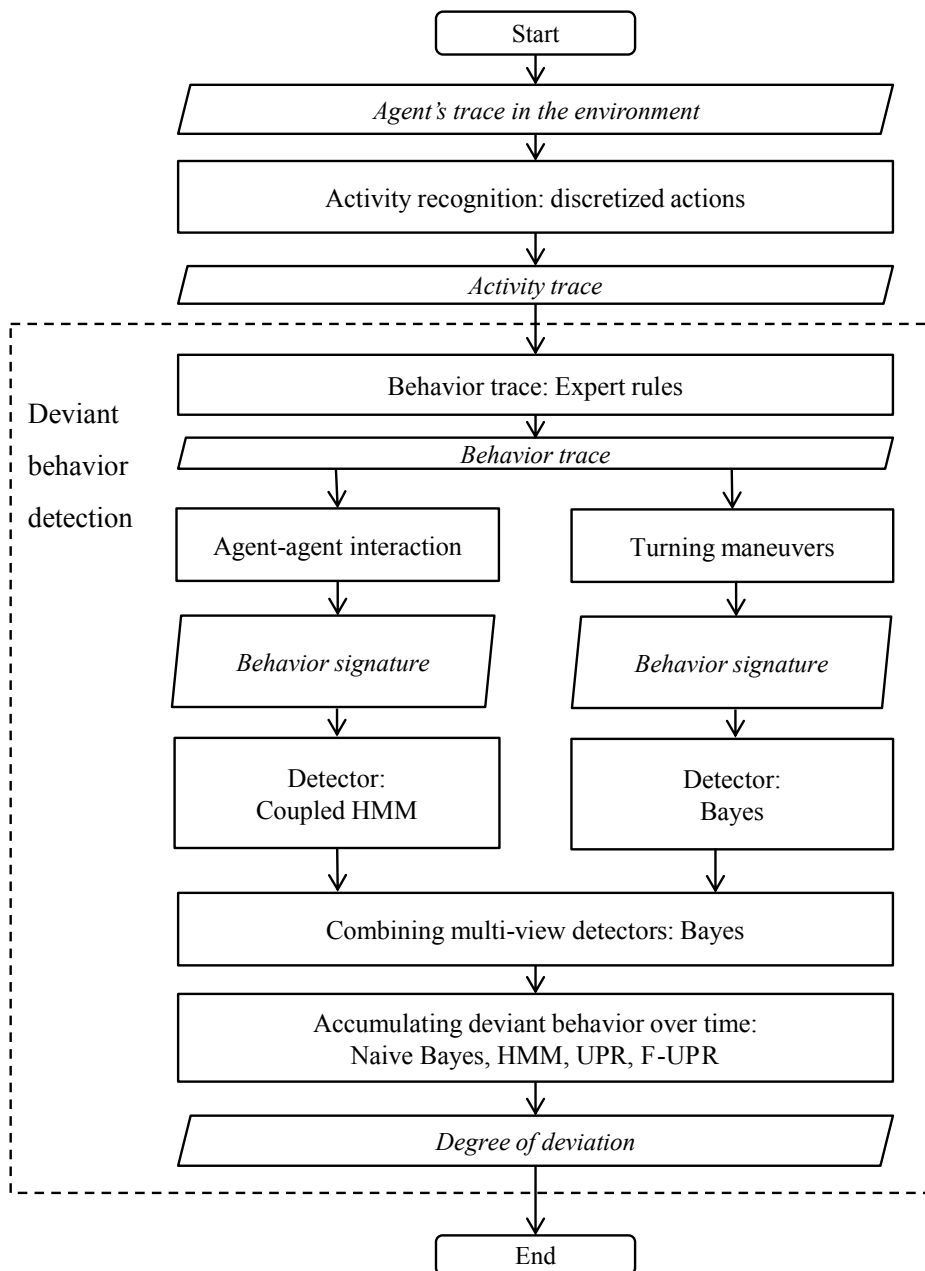 Start
Agent’s trace in the environment
Activity recognition: discretized actions
Activity trace
Deviant
behavior
detection
Behavior trace: Expert rules
Behavior trace
Agent-agent interaction
Turning maneuvers
Behavior signature
Behavior signature
Detector:
Coupled HMM
Detector:
Bayes
Combining multi-view detectors: Bayes
Accumulating deviant behavior over time:
Naive Bayes, HMM, UPR, F-UPR
Degree of deviation
End